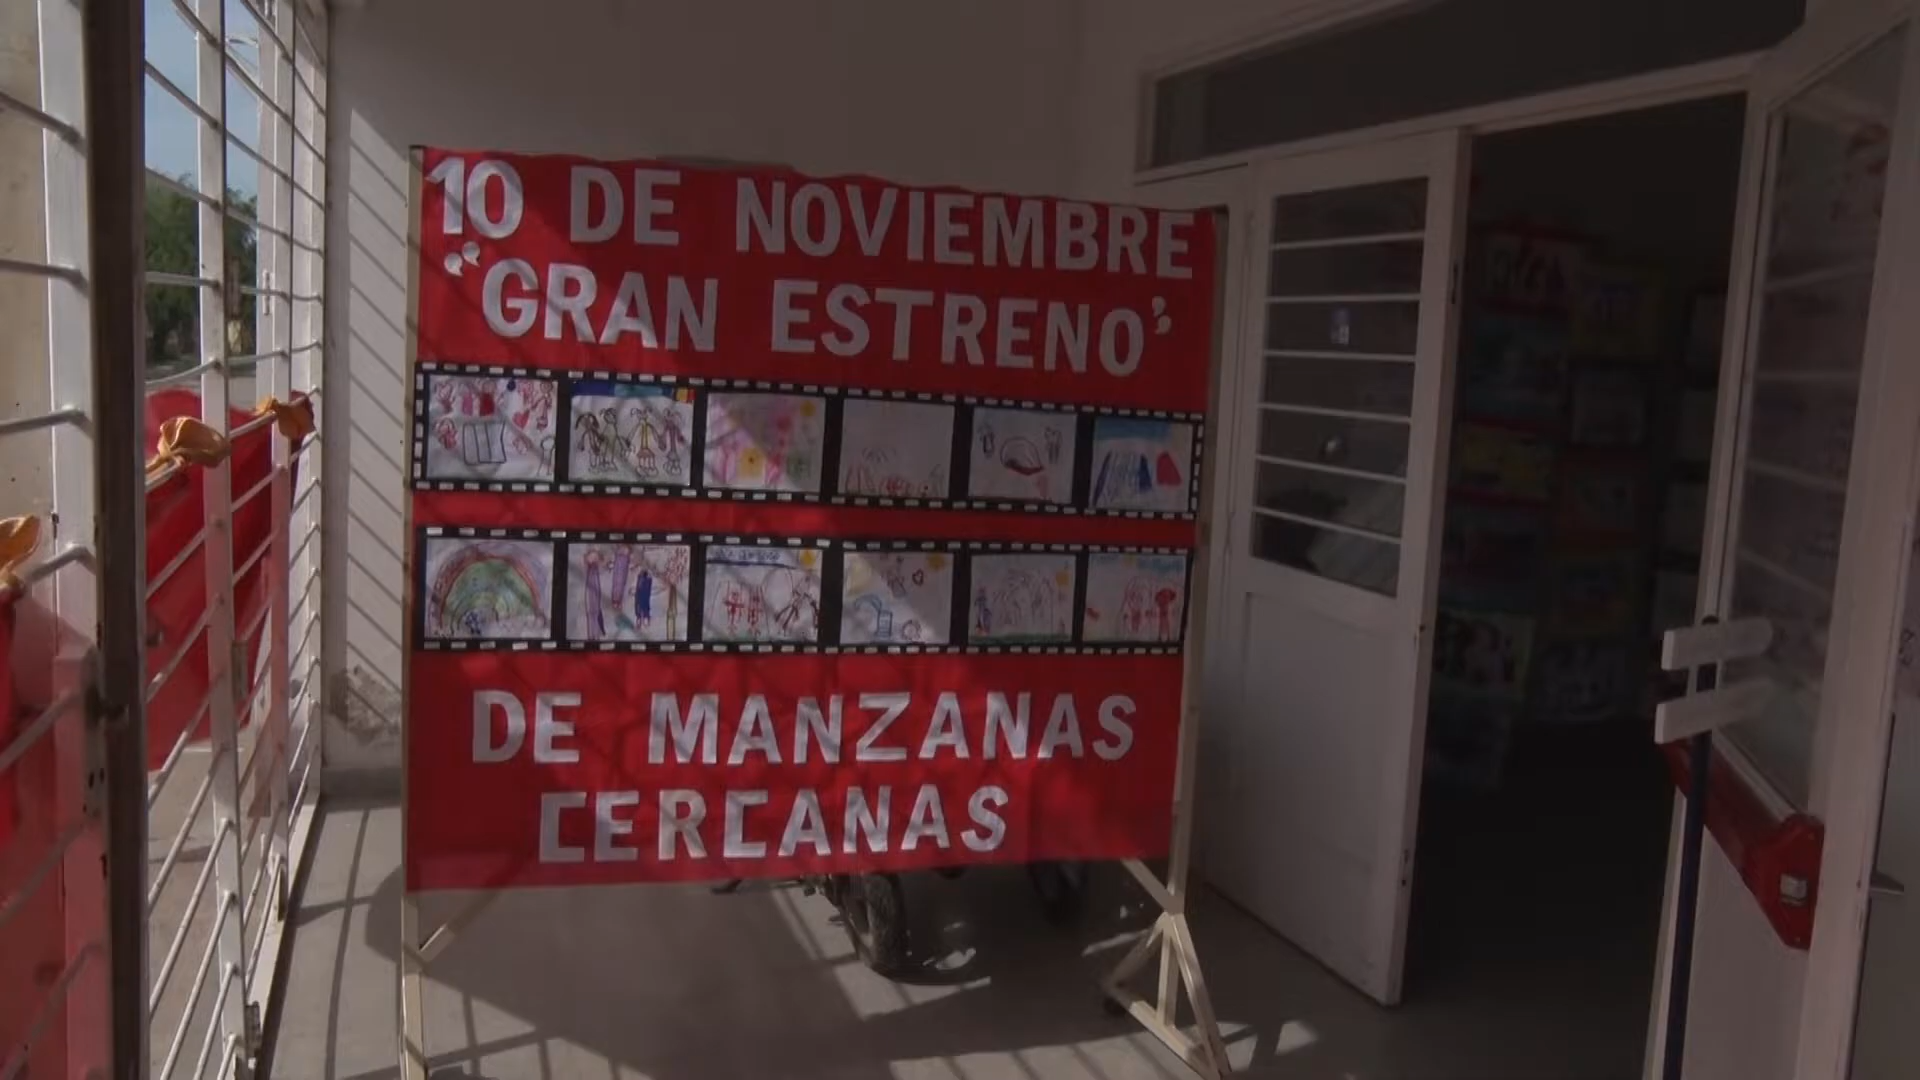 10 DE NOVIEMBRE
"GRAN ESTRENO"
DE MANZANAS
CERCANAS